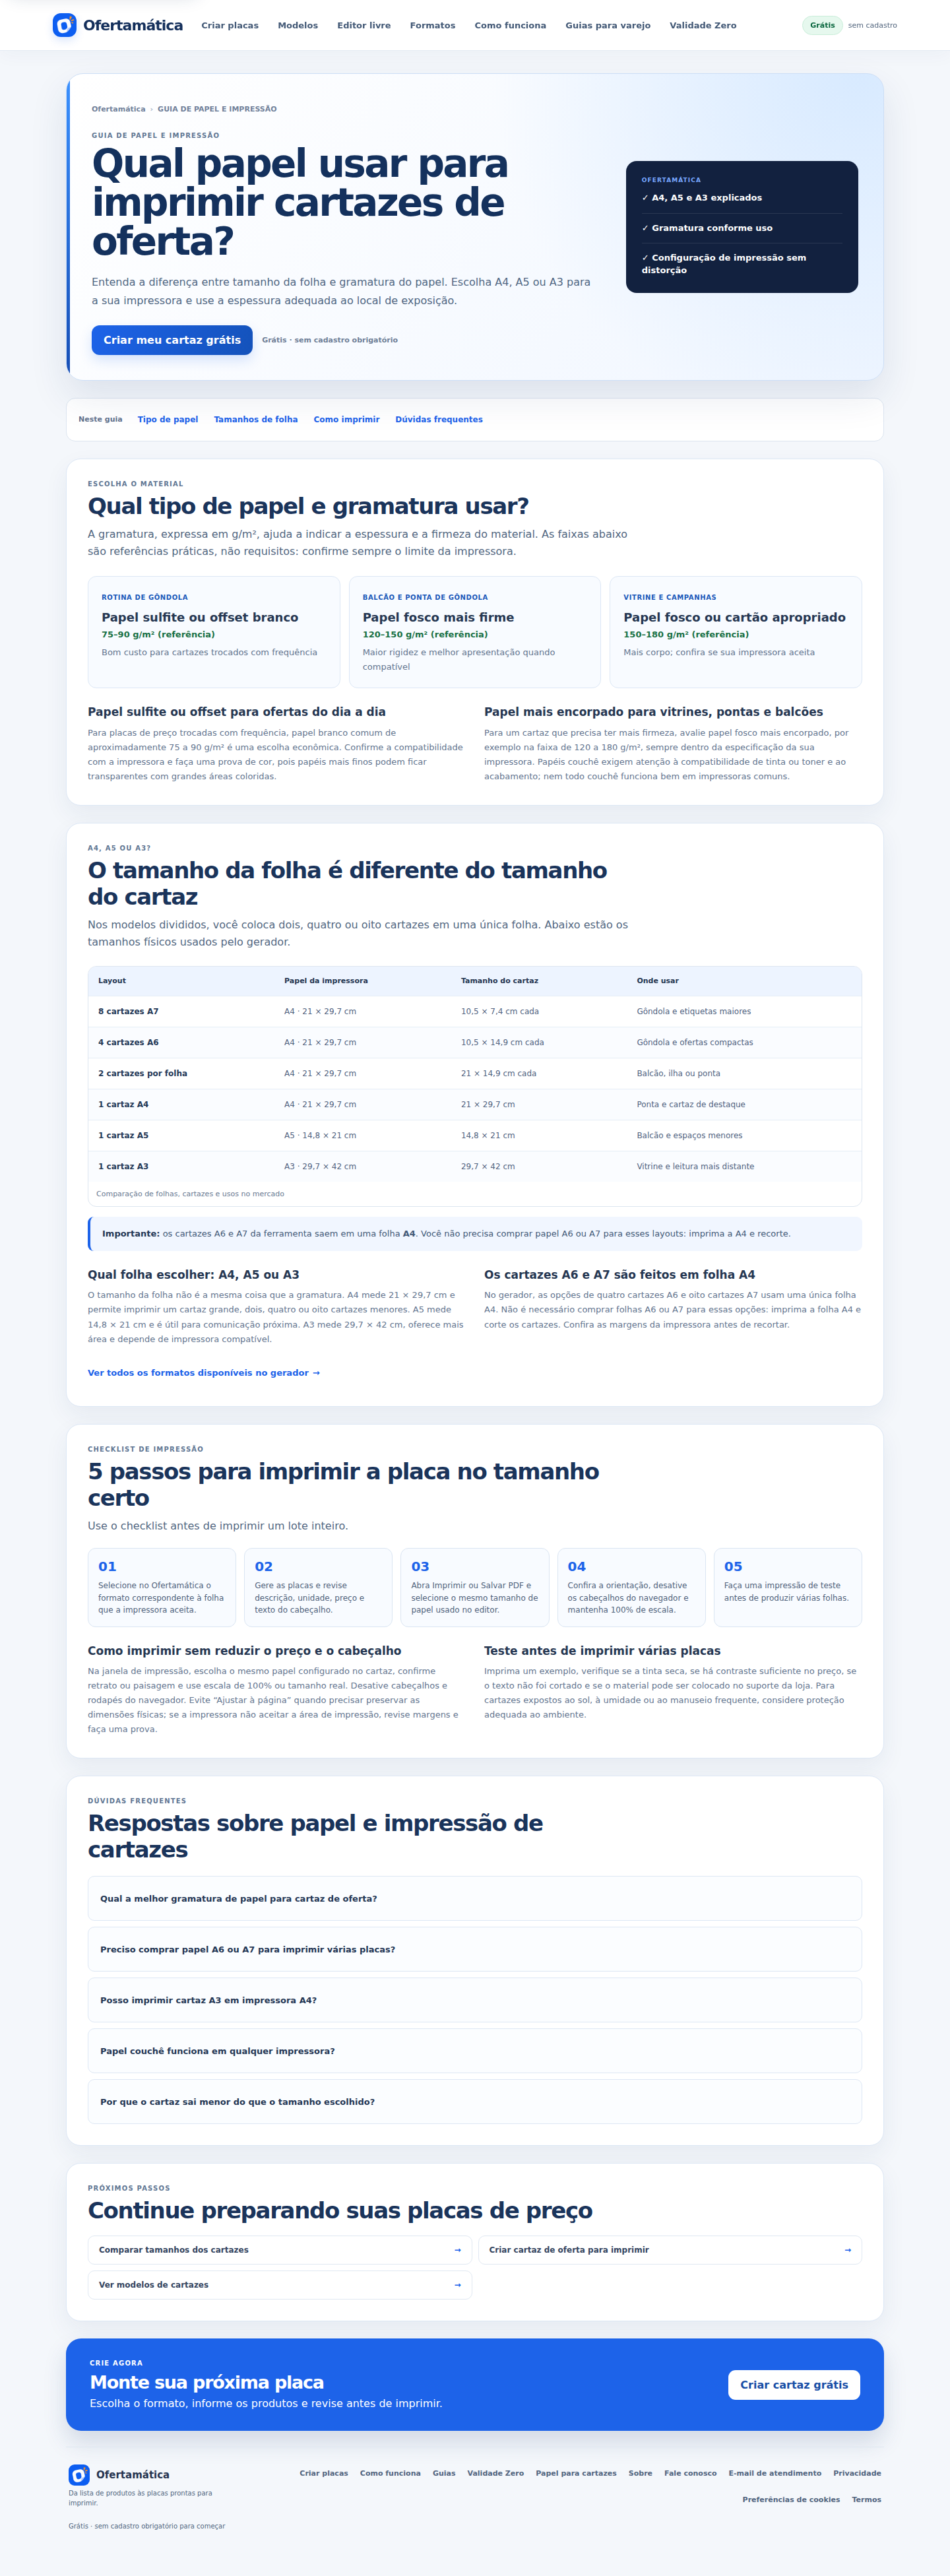 Ofertamática
Criar placas
Modelos
Editor livre
Formatos
Como funciona
Guias para varejo
Validade Zero
Grátis
sem cadastro
Ofertamática › GUIA DE PAPEL E IMPRESSÃO
GUIA DE PAPEL E IMPRESSÃO
Qual papel usar para
imprimir cartazes de
oferta?
Entenda a diferença entre tamanho da folha e gramatura do papel. Escolha A4, A5 ou A3 para
a sua impressora e use a espessura adequada ao local de exposição.
Criar meu cartaz grátis
Grátis · sem cadastro obrigatório
OFERTAMÁTICA
✓ A4, A5 e A3 explicados
✓ Gramatura conforme uso
✓ Configuração de impressão sem
distorção
Neste guia
Tipo de papel
Tamanhos de folha
Como imprimir
Dúvidas frequentes
ESCOLHA O MATERIAL
Qual tipo de papel e gramatura usar?
A gramatura, expressa em g/m², ajuda a indicar a espessura e a firmeza do material. As faixas abaixo
são referências práticas, não requisitos: confirme sempre o limite da impressora.
ROTINA DE GÔNDOLA
Papel sulfite ou offset branco
75–90 g/m² (referência)
Bom custo para cartazes trocados com frequência
BALCÃO E PONTA DE GÔNDOLA
Papel fosco mais firme
120–150 g/m² (referência)
Maior rigidez e melhor apresentação quando
compatível
VITRINE E CAMPANHAS
Papel fosco ou cartão apropriado
150–180 g/m² (referência)
Mais corpo; confira se sua impressora aceita
Papel sulfite ou offset para ofertas do dia a dia
Para placas de preço trocadas com frequência, papel branco comum de
aproximadamente 75 a 90 g/m² é uma escolha econômica. Confirme a compatibilidade
com a impressora e faça uma prova de cor, pois papéis mais finos podem ficar
transparentes com grandes áreas coloridas.
Papel mais encorpado para vitrines, pontas e balcões
Para um cartaz que precisa ter mais firmeza, avalie papel fosco mais encorpado, por
exemplo na faixa de 120 a 180 g/m², sempre dentro da especificação da sua
impressora. Papéis couchê exigem atenção à compatibilidade de tinta ou toner e ao
acabamento; nem todo couchê funciona bem em impressoras comuns.
A4, A5 OU A3?
O tamanho da folha é diferente do tamanho
do cartaz
Nos modelos divididos, você coloca dois, quatro ou oito cartazes em uma única folha. Abaixo estão os
tamanhos físicos usados pelo gerador.
Layout Papel da impressora Tamanho do cartaz Onde usar
8 cartazes A7 A4 · 21 × 29,7 cm 10,5 × 7,4 cm cada Gôndola e etiquetas maiores
4 cartazes A6 A4 · 21 × 29,7 cm 10,5 × 14,9 cm cada Gôndola e ofertas compactas
2 cartazes por folha A4 · 21 × 29,7 cm 21 × 14,9 cm cada Balcão, ilha ou ponta
1 cartaz A4 A4 · 21 × 29,7 cm 21 × 29,7 cm Ponta e cartaz de destaque
1 cartaz A5 A5 · 14,8 × 21 cm 14,8 × 21 cm Balcão e espaços menores
1 cartaz A3 A3 · 29,7 × 42 cm 29,7 × 42 cm Vitrine e leitura mais distante
Comparação de folhas, cartazes e usos no mercado
Importante: os cartazes A6 e A7 da ferramenta saem em uma folha A4. Você não precisa comprar papel A6 ou A7 para esses layouts: imprima a A4 e recorte.
Qual folha escolher: A4, A5 ou A3
O tamanho da folha não é a mesma coisa que a gramatura. A4 mede 21 × 29,7 cm e
permite imprimir um cartaz grande, dois, quatro ou oito cartazes menores. A5 mede
14,8 × 21 cm e é útil para comunicação próxima. A3 mede 29,7 × 42 cm, oferece mais
área e depende de impressora compatível.
Os cartazes A6 e A7 são feitos em folha A4
No gerador, as opções de quatro cartazes A6 e oito cartazes A7 usam uma única folha
A4. Não é necessário comprar folhas A6 ou A7 para essas opções: imprima a folha A4 e
corte os cartazes. Confira as margens da impressora antes de recortar.
Ver todos os formatos disponíveis no gerador →
CHECKLIST DE IMPRESSÃO
5 passos para imprimir a placa no tamanho
certo
Use o checklist antes de imprimir um lote inteiro.
01
Selecione no Ofertamática o
formato correspondente à folha
que a impressora aceita.
02
Gere as placas e revise
descrição, unidade, preço e
texto do cabeçalho.
03
Abra Imprimir ou Salvar PDF e
selecione o mesmo tamanho de
papel usado no editor.
04
Confira a orientação, desative
os cabeçalhos do navegador e
mantenha 100% de escala.
05
Faça uma impressão de teste
antes de produzir várias folhas.
Como imprimir sem reduzir o preço e o cabeçalho
Na janela de impressão, escolha o mesmo papel configurado no cartaz, confirme
retrato ou paisagem e use escala de 100% ou tamanho real. Desative cabeçalhos e
rodapés do navegador. Evite “Ajustar à página” quando precisar preservar as
dimensões físicas; se a impressora não aceitar a área de impressão, revise margens e
faça uma prova.
Teste antes de imprimir várias placas
Imprima um exemplo, verifique se a tinta seca, se há contraste suficiente no preço, se
o texto não foi cortado e se o material pode ser colocado no suporte da loja. Para
cartazes expostos ao sol, à umidade ou ao manuseio frequente, considere proteção
adequada ao ambiente.
DÚVIDAS FREQUENTES
Respostas sobre papel e impressão de
cartazes
Qual a melhor gramatura de papel para cartaz de oferta?
Preciso comprar papel A6 ou A7 para imprimir várias placas?
Posso imprimir cartaz A3 em impressora A4?
Papel couchê funciona em qualquer impressora?
Por que o cartaz sai menor do que o tamanho escolhido?
PRÓXIMOS PASSOS
Continue preparando suas placas de preço
Comparar tamanhos dos cartazes →
Criar cartaz de oferta para imprimir →
Ver modelos de cartazes →
CRIE AGORA
Monte sua próxima placa
Escolha o formato, informe os produtos e revise antes de imprimir.
Criar cartaz grátis
Ofertamática
Da lista de produtos às placas prontas para
imprimir.
Grátis · sem cadastro obrigatório para começar
Criar placas
Como funciona
Guias
Validade Zero
Papel para cartazes
Sobre
Fale conosco
E-mail de atendimento
Privacidade
Preferências de cookies
Termos